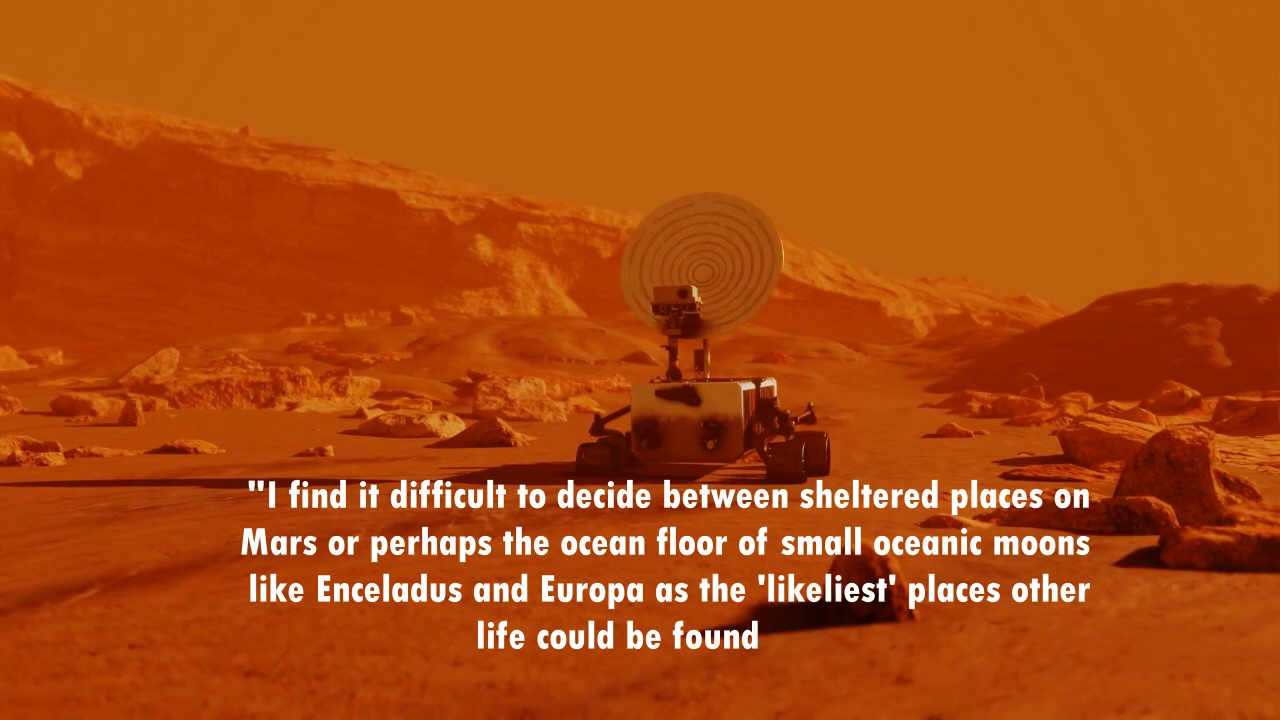 "I find it difficult to decide between sheltered places on
Mars or perhaps the ocean floor of small oceanic moons
like Enceladus and Europa as the 'likeliest' places other
life could be found